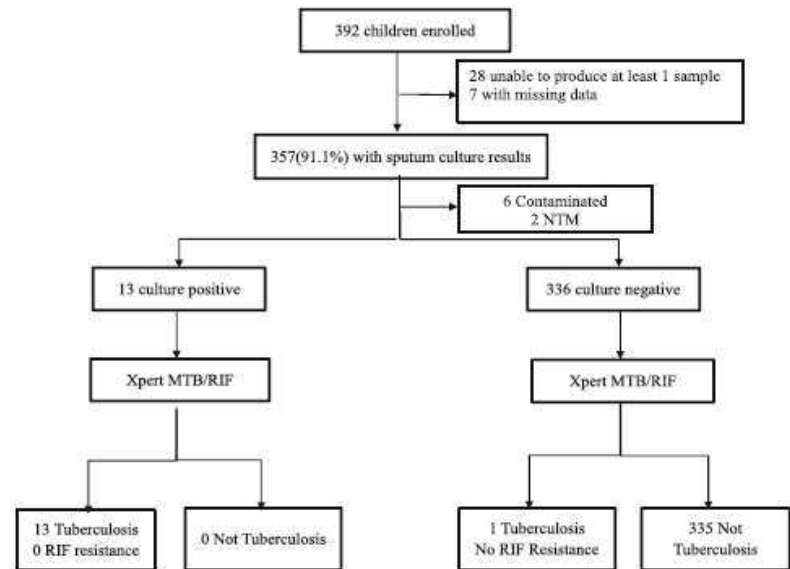 392 children enrolled
28 unable to produce at least 1 sample
7 with missing data
357(91.1%) with sputum culture results
6 Contaminated
2 NTM
13 culture positive
336 culture negative
Xpert MTB/RIF
Xpert MTB/RIF
13 Tuberculosis
0 RIF resistance
0 Not Tuberculosis
1 Tuberculosis
No RIF Resistance
335 Not
Tuberculosis